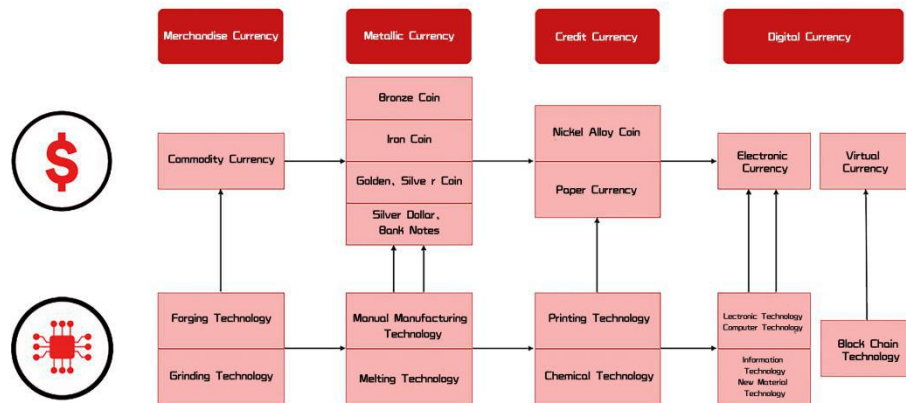 Merchandise Currency
Metallic Currency
Credit Currency
Digital Currency
$
Commodity Currency
Bronze Coin
Iron Coin
Golden、Silve r Coin
Silver Dollar、
Bank Notes
Nickel Alloy Coin
Paper Currency
Electronic
Currency
Virtual
Currency
Forging Technology
Grinding Technology
Manual Manufacturing
Technology
Melting Technology
Printing Technology
Chemical Technology
Lectronic Technology
Computer Technology
Information
Technology
New Material
Technology
Block Chain
Technology